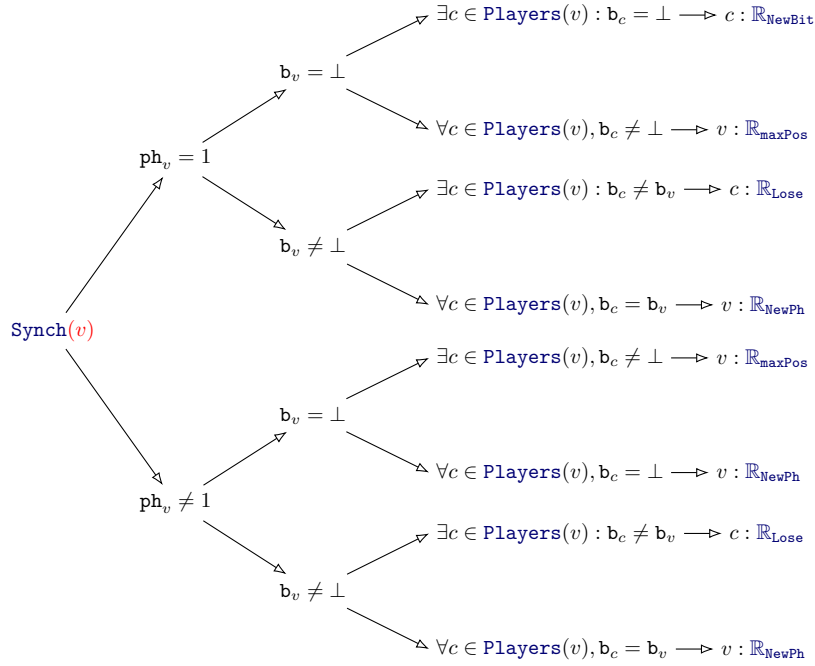 ∃c ∈ Players(v) : b_c = ⊥ → c : ℝ_NewBit
b_v = ⊥
∀c ∈ Players(v), b_c ≠ ⊥ → v : ℝ_maxPos
ph_v = 1
∃c ∈ Players(v) : b_c ≠ b_v → c : ℝ_Lose
b_v ≠ ⊥
∀c ∈ Players(v), b_c = b_v → v : ℝ_NewPh
Synch(v)
∃c ∈ Players(v), b_c ≠ ⊥ → v : ℝ_maxPos
b_v = ⊥
∀c ∈ Players(v), b_c = ⊥ → v : ℝ_NewPh
ph_v ≠ 1
∃c ∈ Players(v) : b_c ≠ b_v → c : ℝ_Lose
b_v ≠ ⊥
∀c ∈ Players(v), b_c = b_v → v : ℝ_NewPh